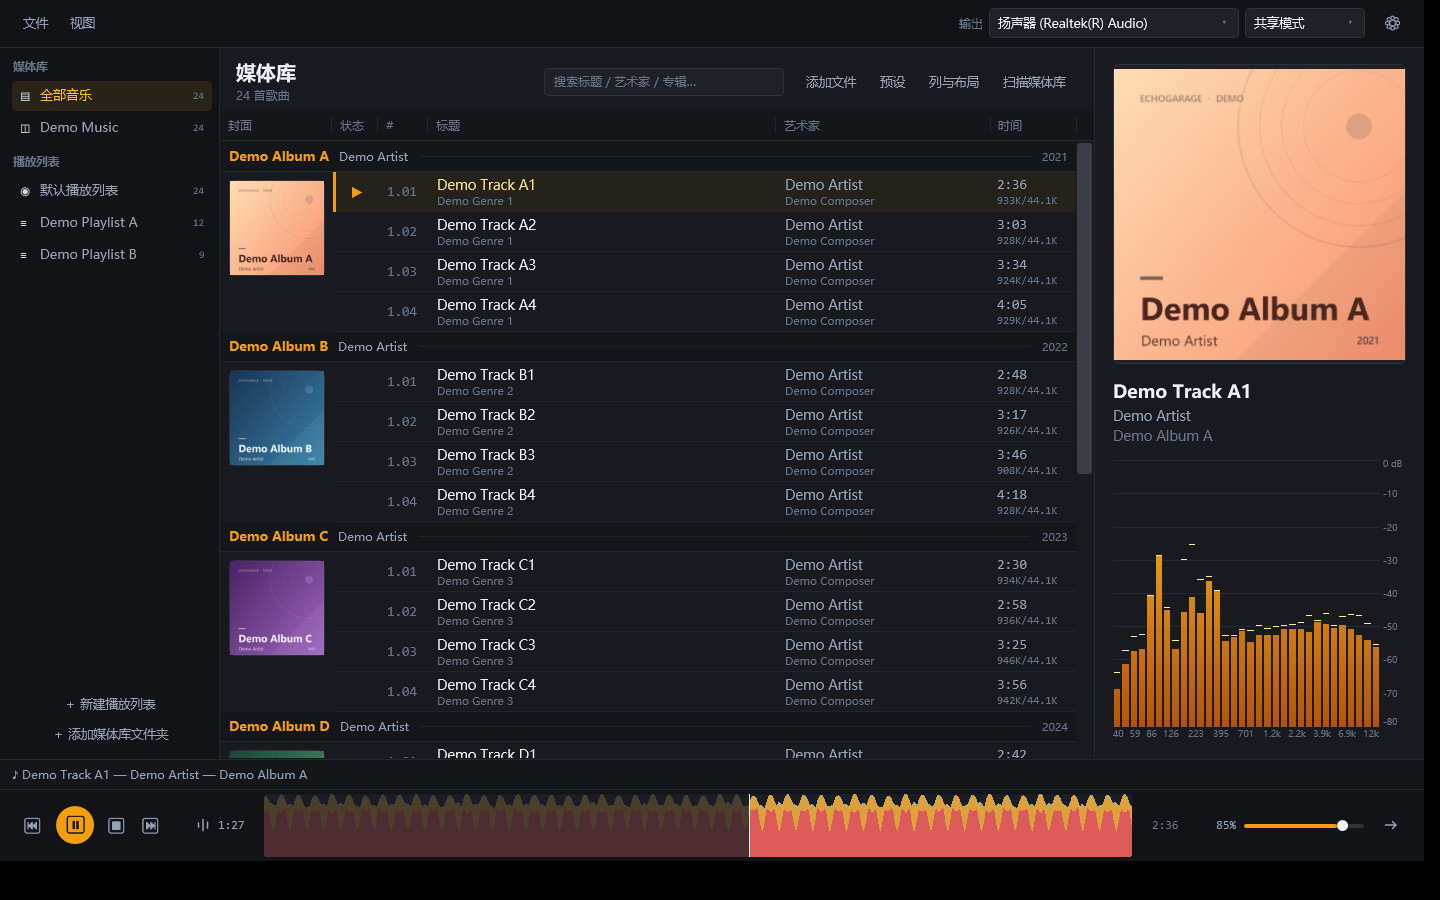 文件 视图 输出 扬声器 (Realtek(R) Audio) 共享模式
媒体库
全部音乐 24
Demo Music 24
播放列表
默认播放列表 24
Demo Playlist A 12
Demo Playlist B 9
+ 新建播放列表
+ 添加媒体库文件夹
媒体库
24 首歌曲
搜索标题 / 艺术家 / 专辑... 添加文件 预设 列与布局 扫描媒体库
封面 状态 # 标题 艺术家 时间
Demo Album A Demo Artist 2021
ECHOGARAGE · DEMO
Demo Album A
Demo Artist
1.01 Demo Track A1 Demo Artist 2:36
Demo Genre 1 Demo Composer 933K/44.1K
1.02 Demo Track A2 Demo Artist 3:03
Demo Genre 1 Demo Composer 928K/44.1K
1.03 Demo Track A3 Demo Artist 3:34
Demo Genre 1 Demo Composer 924K/44.1K
1.04 Demo Track A4 Demo Artist 4:05
Demo Genre 1 Demo Composer 929K/44.1K
Demo Album B Demo Artist 2022
Demo Album B
Demo Artist
1.01 Demo Track B1 Demo Artist 2:48
Demo Genre 2 Demo Composer 928K/44.1K
1.02 Demo Track B2 Demo Artist 3:17
Demo Genre 2 Demo Composer 926K/44.1K
1.03 Demo Track B3 Demo Artist 3:46
Demo Genre 2 Demo Composer 908K/44.1K
1.04 Demo Track B4 Demo Artist 4:18
Demo Genre 2 Demo Composer 928K/44.1K
Demo Album C Demo Artist 2023
Demo Album C
Demo Artist
1.01 Demo Track C1 Demo Artist 2:30
Demo Genre 3 Demo Composer 934K/44.1K
1.02 Demo Track C2 Demo Artist 2:58
Demo Genre 3 Demo Composer 936K/44.1K
1.03 Demo Track C3 Demo Artist 3:25
Demo Genre 3 Demo Composer 946K/44.1K
1.04 Demo Track C4 Demo Artist 3:56
Demo Genre 3 Demo Composer 942K/44.1K
Demo Album D Demo Artist 2024
Demo Track D1 Demo Artist 2:42
ECHOGARAGE · DEMO
Demo Album A
Demo Artist 2021
Demo Track A1
Demo Artist
Demo Album A
0 dB
-10
-20
-30
-40
-50
-60
-70
-80
40 59 86 126 223 395 701 1.2k 2.2k 3.9k 6.9k 12k
♪ Demo Track A1 — Demo Artist — Demo Album A
1:27 2:36 85%